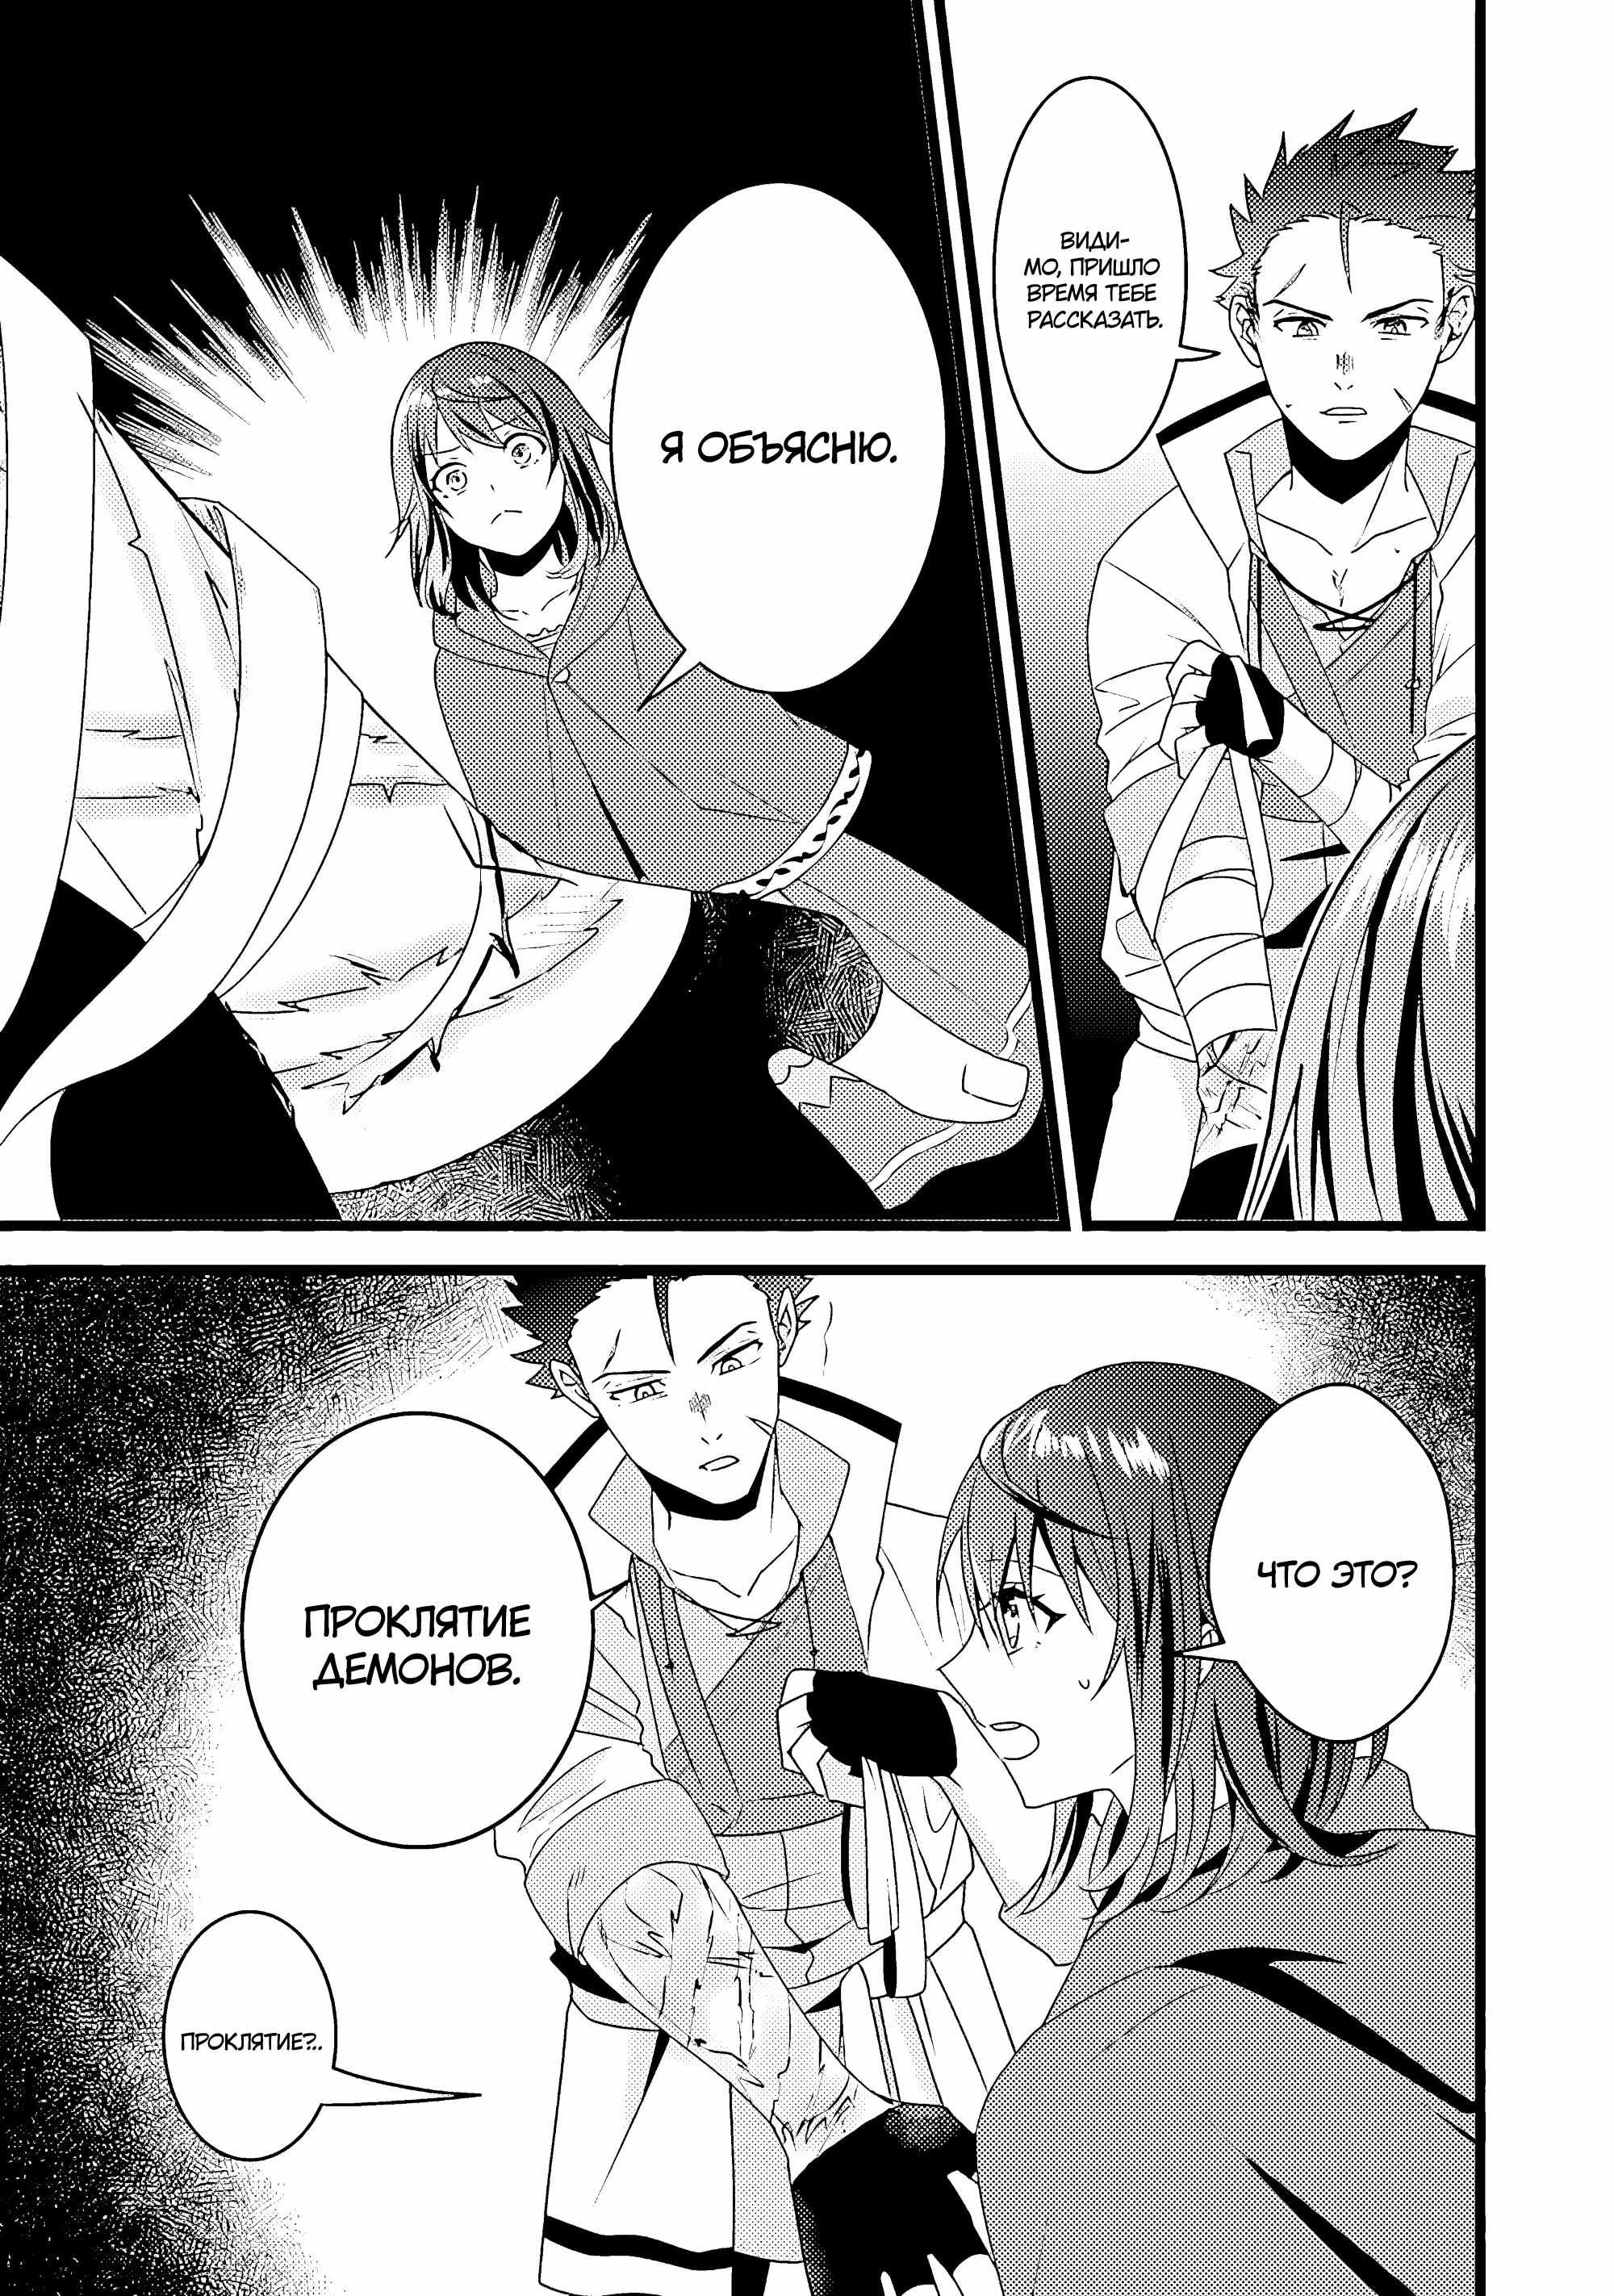 ВИДИ-
МО, ПРИШЛО
ВРЕМЯ ТЕБЕ
РАССКАЗАТЬ.
Я ОБЪЯСНЮ.
ЧТО ЭТО?
ПРОКЛЯТИЕ
ДЕМОНОВ.
ПРОКЛЯТИЕ?..